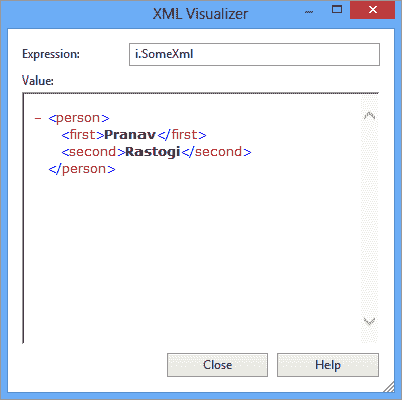 XML Visualizer
Expression: i.SomeXml
Value:
- <person>
<first>Pranav</first>
<second>Rastogi</second>
</person>
Close Help